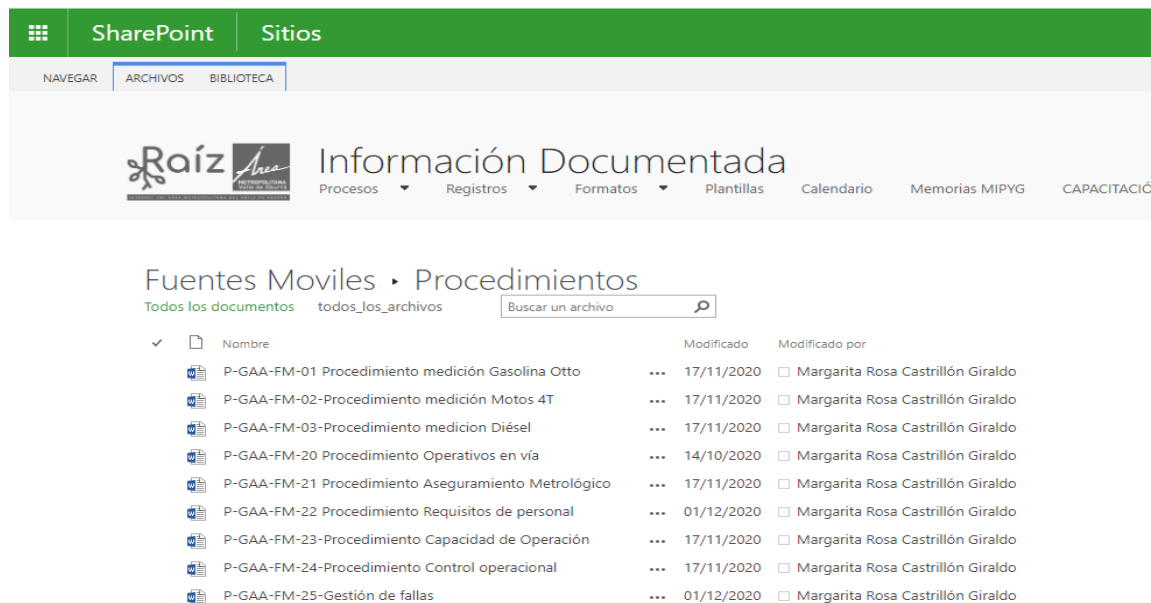 SharePoint Sitios
NAVEGAR ARCHIVOS BIBLIOTECA
Raíz Área METROPOLITANA Valle de Aburrá
Información Documentada
Procesos Registros Formatos Plantillas Calendario Memorias MIPYG CAPACITACIÓ
Fuentes Moviles ▸ Procedimientos
Todos los documentos todos_los_archivos Buscar un archivo
Nombre Modificado Modificado por
P-GAA-FM-01 Procedimiento medición Gasolina Otto ... 17/11/2020 Margarita Rosa Castrillón Giraldo
P-GAA-FM-02-Procedimiento medición Motos 4T ... 17/11/2020 Margarita Rosa Castrillón Giraldo
P-GAA-FM-03-Procedimiento medicion Diésel ... 17/11/2020 Margarita Rosa Castrillón Giraldo
P-GAA-FM-20 Procedimiento Operativos en vía ... 14/10/2020 Margarita Rosa Castrillón Giraldo
P-GAA-FM-21 Procedimiento Aseguramiento Metrológico ... 17/11/2020 Margarita Rosa Castrillón Giraldo
P-GAA-FM-22 Procedimiento Requisitos de personal ... 01/12/2020 Margarita Rosa Castrillón Giraldo
P-GAA-FM-23-Procedimiento Capacidad de Operación ... 17/11/2020 Margarita Rosa Castrillón Giraldo
P-GAA-FM-24-Procedimiento Control operacional ... 17/11/2020 Margarita Rosa Castrillón Giraldo
P-GAA-FM-25-Gestión de fallas ... 01/12/2020 Margarita Rosa Castrillón Giraldo